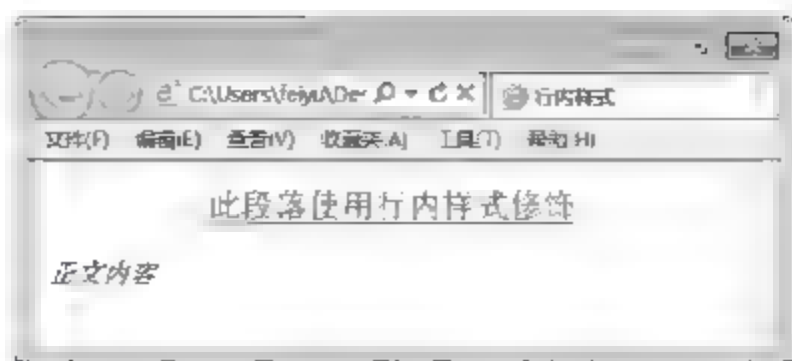 C:\Users\feiyu\De 行内样式
文件(F) 编辑(E) 查看(V) 收藏夹(A) 工具(T) 帮助(H)
此段落使用行内样式修饰
正文内容